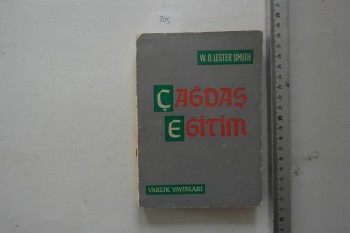 W. O. LESTER SMITH
ÇAĞDAŞ
EĞİTİM
VARLIK YAYINLARI